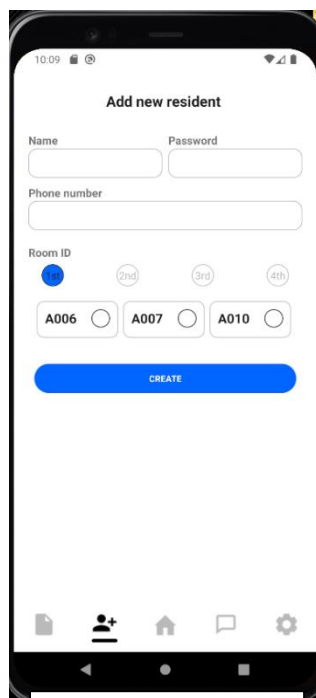 10:09
Add new resident
Name Password
Phone number
Room ID
1st 2nd 3rd 4th
A006 A007 A010
CREATE